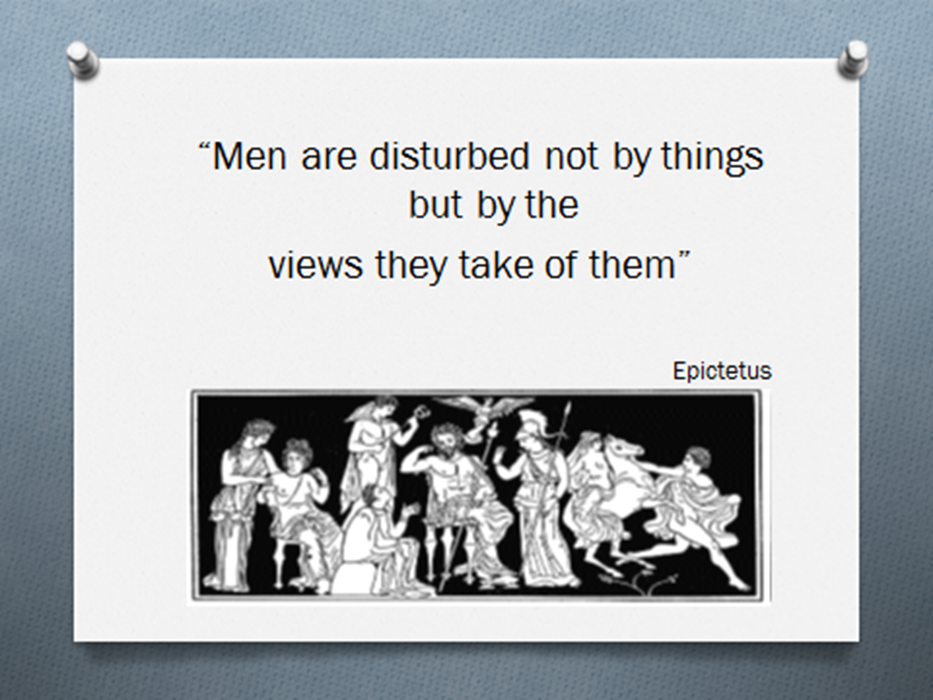 “Men are disturbed not by things
but by the
views they take of them”
Epictetus